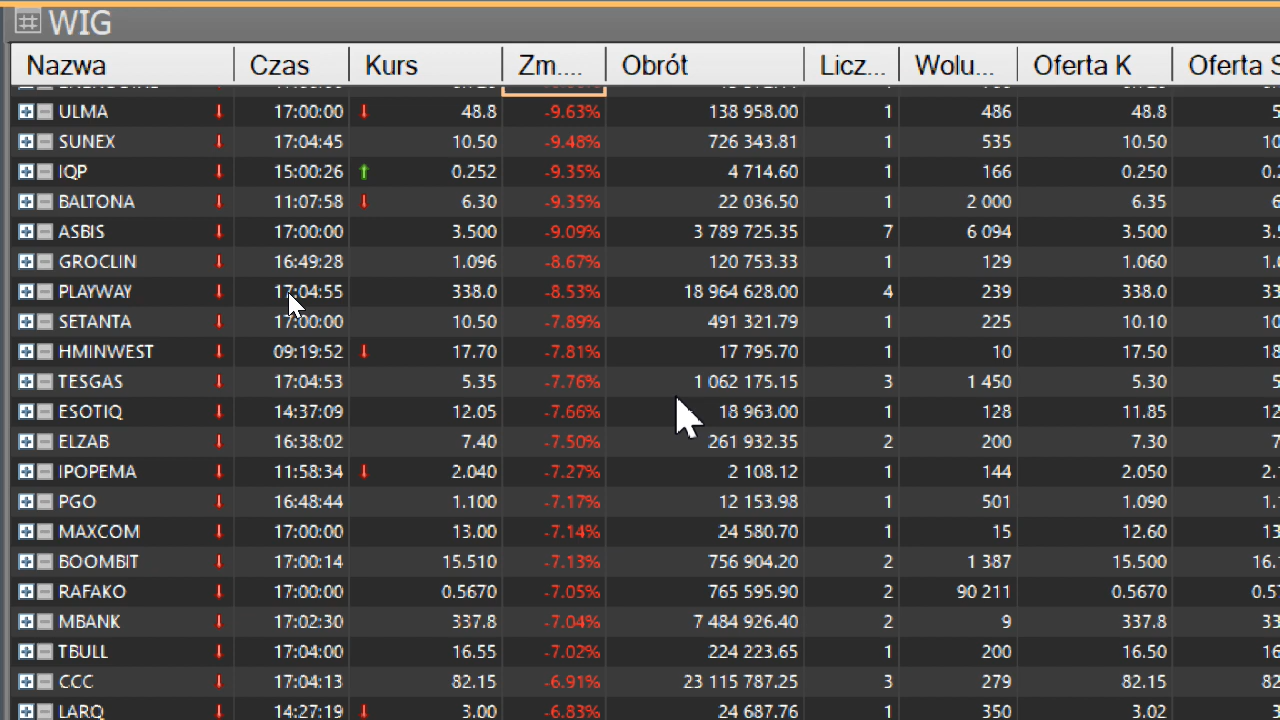 WIG
Nazwa Czas Kurs Zm.... Obrót Licz... Wolu... Oferta K Oferta S
ULMA 17:00:00 48.8 -9.63% 138 958.00 1 486 48.8
SUNEX 17:04:45 10.50 -9.48% 726 343.81 1 535 10.50
IQP 15:00:26 0.252 -9.35% 4 714.60 1 166 0.250
BALTONA 11:07:58 6.30 -9.35% 22 036.50 1 2 000 6.35
ASBIS 17:00:00 3.500 -9.09% 3 789 725.35 7 6 094 3.500
GROCLIN 16:49:28 1.096 -8.67% 120 753.33 1 129 1.060
PLAYWAY 17:04:55 338.0 -8.53% 18 964 628.00 4 239 338.0
SETANTA 17:00:00 10.50 -7.89% 491 321.79 1 225 10.10
HMINWEST 09:19:52 17.70 -7.81% 17 795.70 1 10 17.50
TESGAS 17:04:53 5.35 -7.76% 1 062 175.15 3 1 450 5.30
ESOTIQ 14:37:09 12.05 -7.66% 18 963.00 1 128 11.85
ELZAB 16:38:02 7.40 -7.50% 261 932.35 2 200 7.30
IPOPEMA 11:58:34 2.040 -7.27% 2 108.12 1 144 2.050
PGO 16:48:44 1.100 -7.17% 12 153.98 1 501 1.090
MAXCOM 17:00:00 13.00 -7.14% 24 580.70 1 15 12.60
BOOMBIT 17:00:14 15.510 -7.13% 756 904.20 2 1 387 15.500
RAFAKO 17:00:00 0.5670 -7.05% 765 595.90 2 90 211 0.5670
MBANK 17:02:30 337.8 -7.04% 7 484 926.40 2 9 337.8
TBULL 17:04:00 16.55 -7.02% 224 223.65 1 200 16.50
CCC 17:04:13 82.15 -6.91% 23 115 787.25 3 279 82.15
LARQ 14:27:19 3.00 -6.83% 24 687.76 1 350 3.02